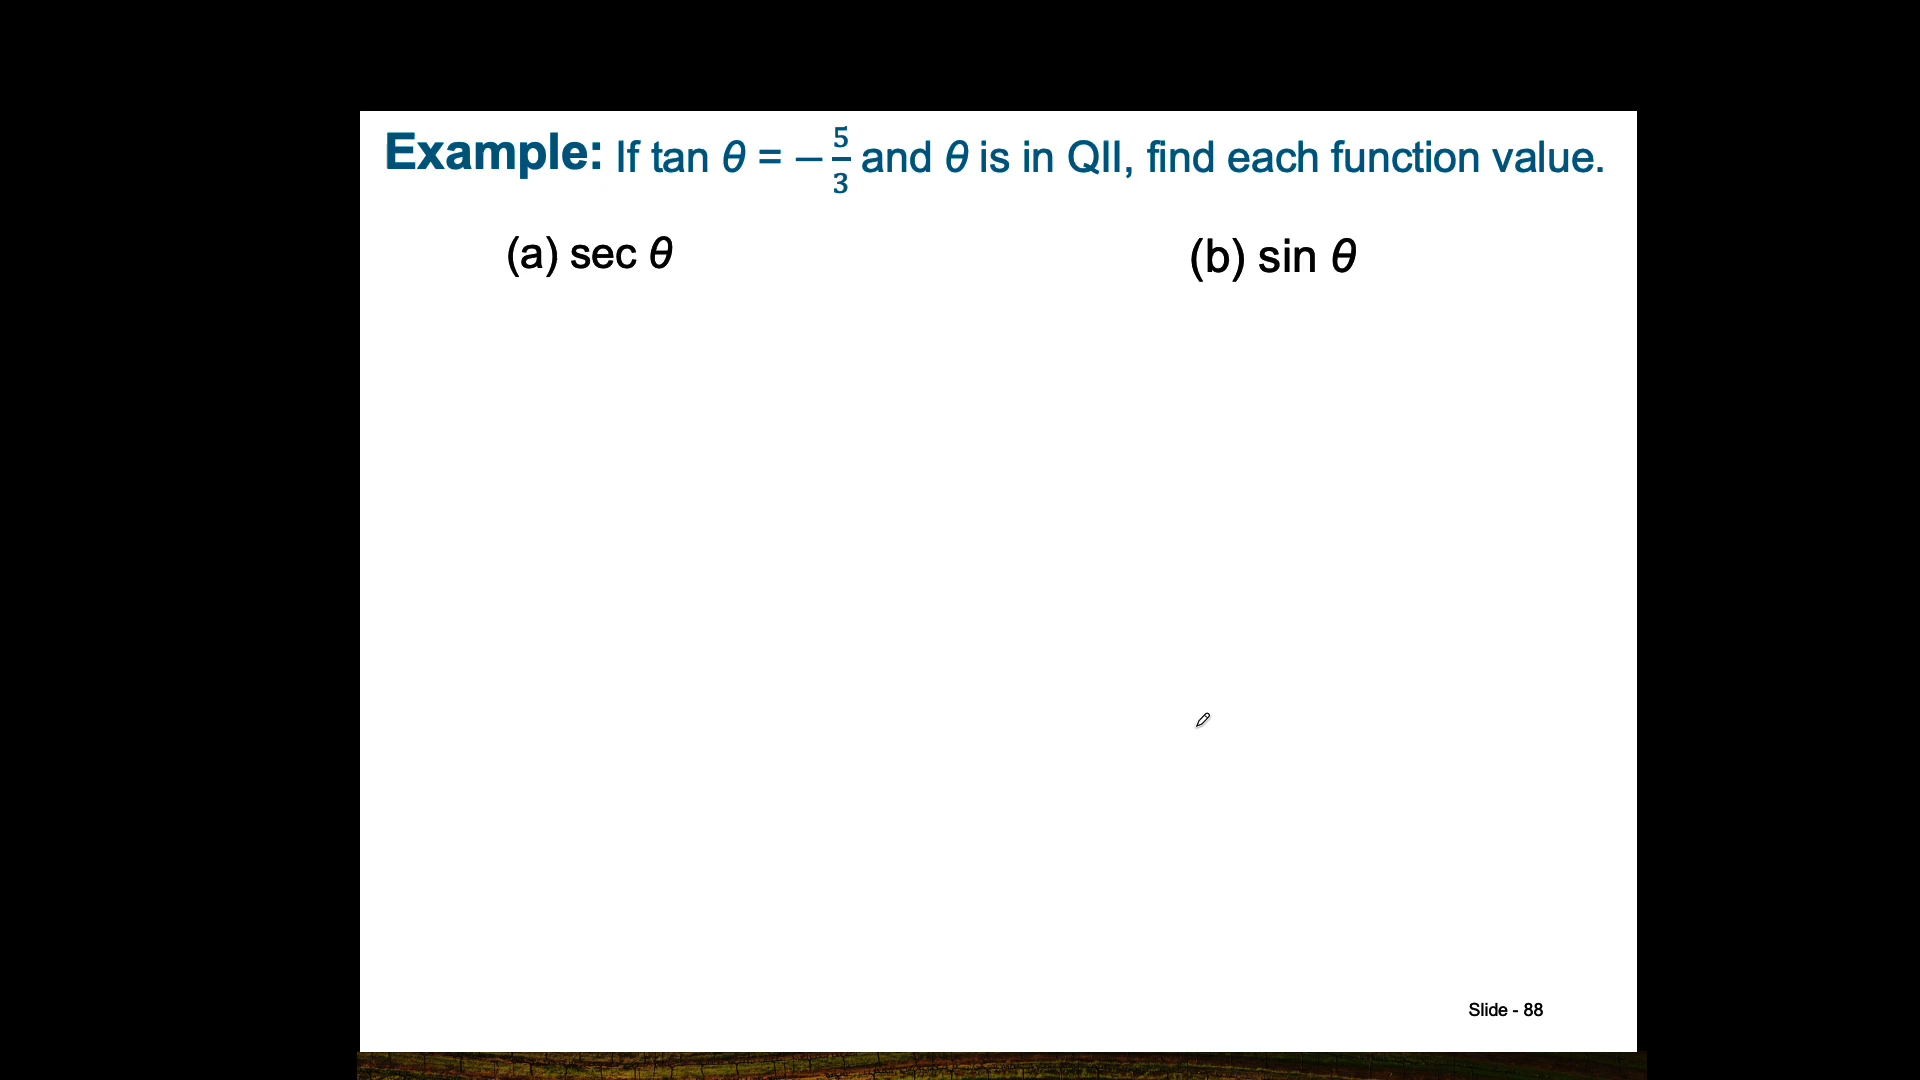 Example: If tan θ = − 5/3 and θ is in QII, find each function value.
(a) sec θ
(b) sin θ
Slide - 88